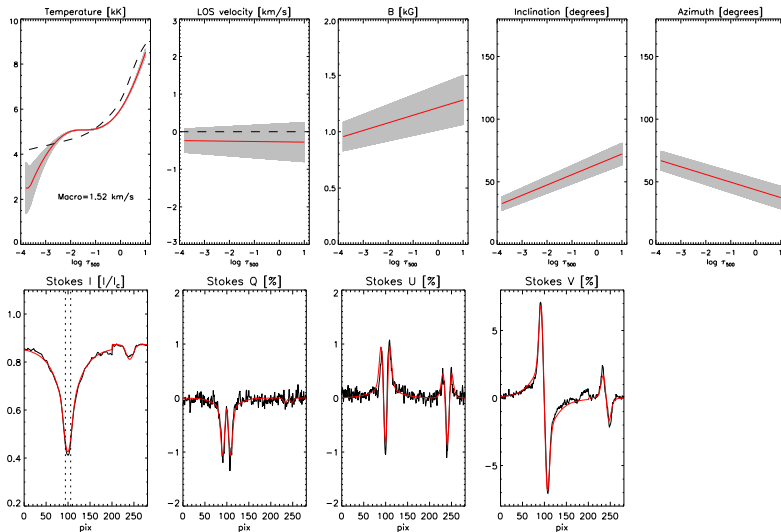 Temperature [kK]
10
8
6
4
2
0
Macro=1.52 km/s
-4 -3 -2 -1 0 1
log τ500
LOS velocity [km/s]
3
2
1
-0
-1
-2
-3
-4 -3 -2 -1 0 1
log τ500
B [kG]
2.0
1.5
1.0
0.5
0.0
-4 -3 -2 -1 0 1
log τ500
Inclination [degrees]
150
100
50
0
-4 -3 -2 -1 0 1
log τ500
Azimuth [degrees]
150
100
50
0
-4 -3 -2 -1 0 1
log τ500
Stokes I [I/Ic]
1.0
0.8
0.6
0.4
0.2
0 50 100 150 200 250
pix
Stokes Q [%]
2
1
0
-1
-2
0 50 100 150 200 250
pix
Stokes U [%]
2
1
0
-1
-2
0 50 100 150 200 250
pix
Stokes V [%]
5
0
-5
0 50 100 150 200 250
pix